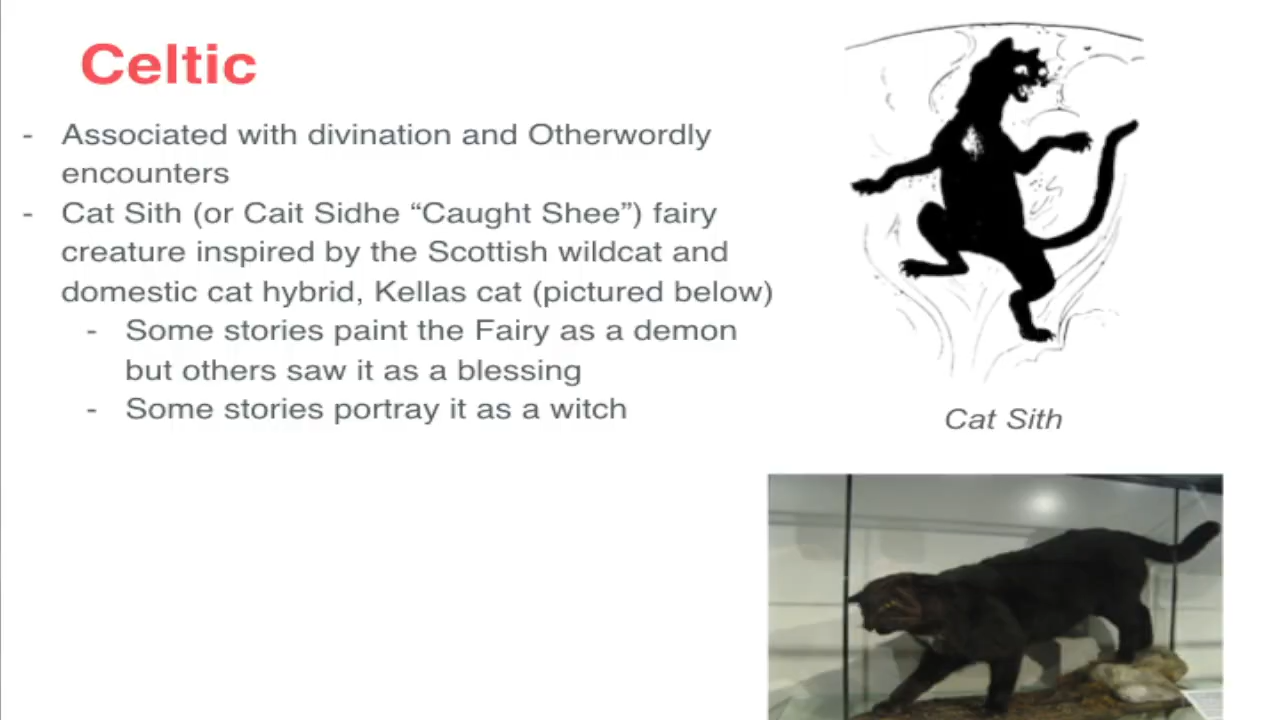 Celtic
- Associated with divination and Otherwordly
encounters
- Cat Sith (or Cait Sidhe “Caught Shee”) fairy
creature inspired by the Scottish wildcat and
domestic cat hybrid, Kellas cat (pictured below)
- Some stories paint the Fairy as a demon
but others saw it as a blessing
- Some stories portray it as a witch
Cat Sith